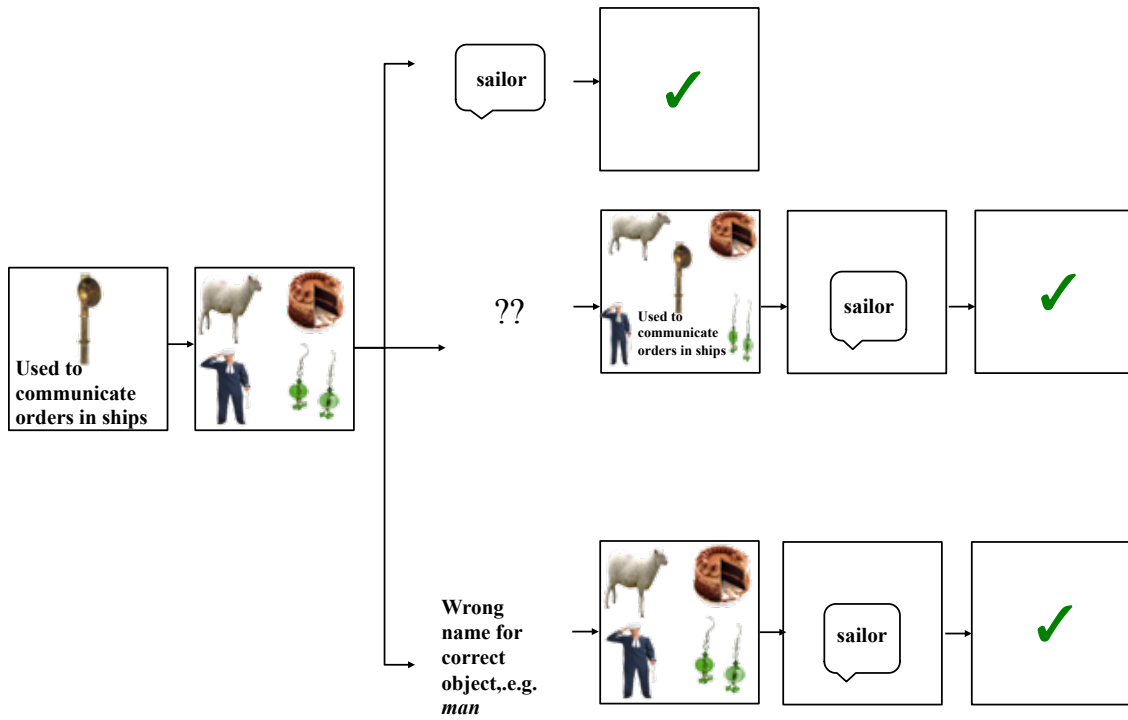 sailor
Used to
communicate
orders in ships
??
Used to
communicate
orders in ships
sailor
Wrong
name for
correct
object,.e.g.
man
sailor